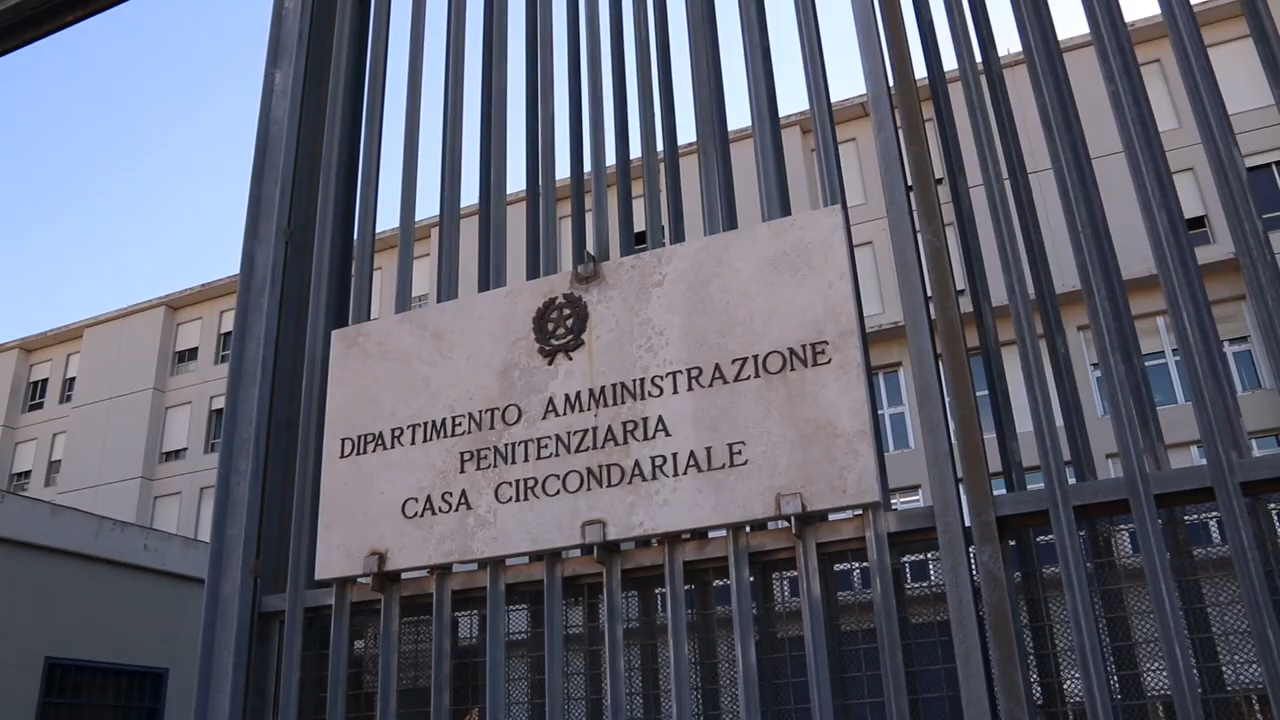 DIPARTIMENTO AMMINISTRAZIONE
PENITENZIARIA
CASA CIRCONDARIALE